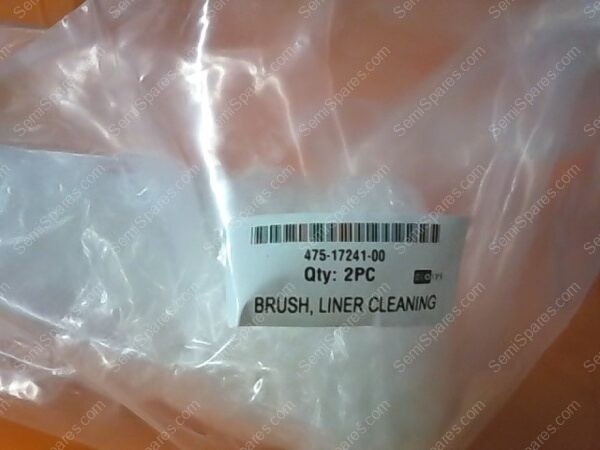 475-17241-00
Qty: 2PC
BRUSH, LINER CLEANING
SemiSpares.com